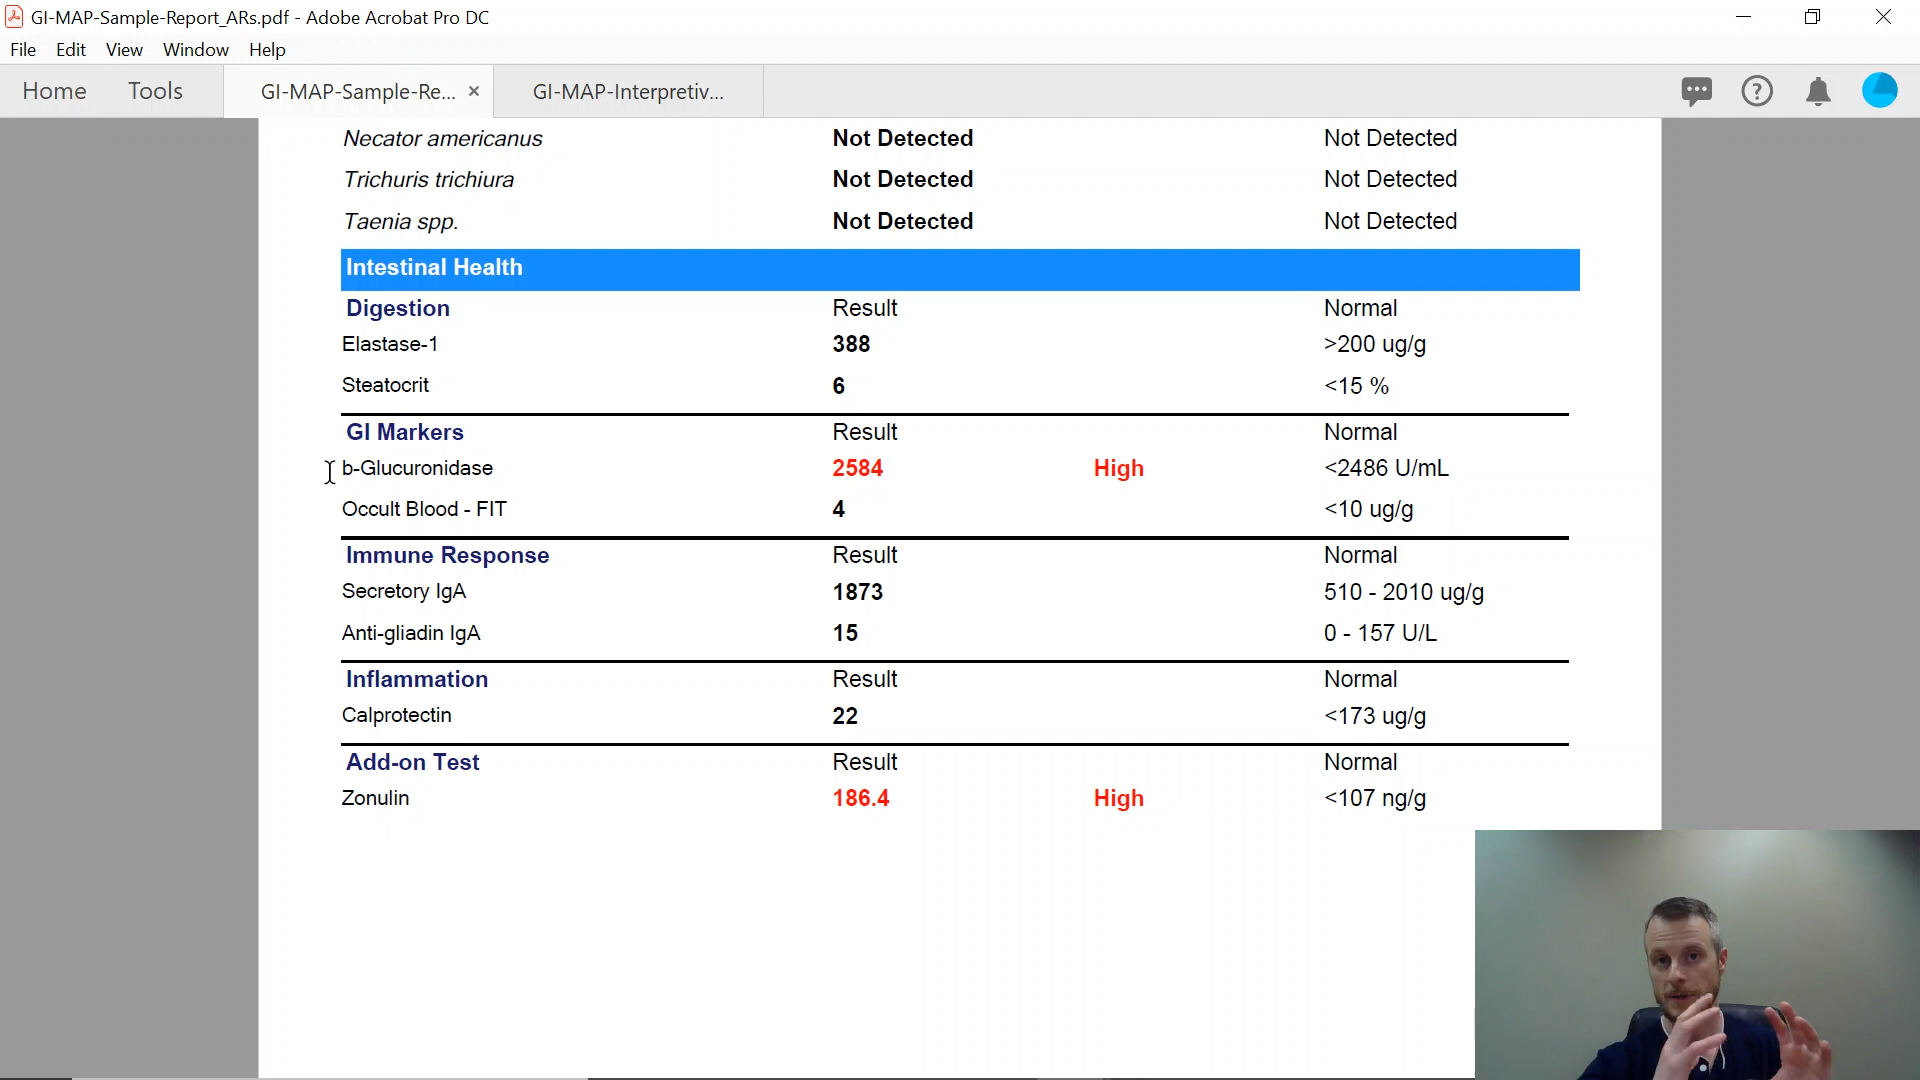 GI-MAP-Sample-Report_ARs.pdf - Adobe Acrobat Pro DC
File Edit View Window Help
Home Tools GI-MAP-Sample-Re... × GI-MAP-Interpretiv...
Necator americanus Not Detected Not Detected
Trichuris trichiura Not Detected Not Detected
Taenia spp. Not Detected Not Detected
Intestinal Health
Digestion Result Normal
Elastase-1 388 >200 ug/g
Steatocrit 6 <15 %
GI Markers Result Normal
b-Glucuronidase 2584 High <2486 U/mL
Occult Blood - FIT 4 <10 ug/g
Immune Response Result Normal
Secretory IgA 1873 510 - 2010 ug/g
Anti-gliadin IgA 15 0 - 157 U/L
Inflammation Result Normal
Calprotectin 22 <173 ug/g
Add-on Test Result Normal
Zonulin 186.4 High <107 ng/g